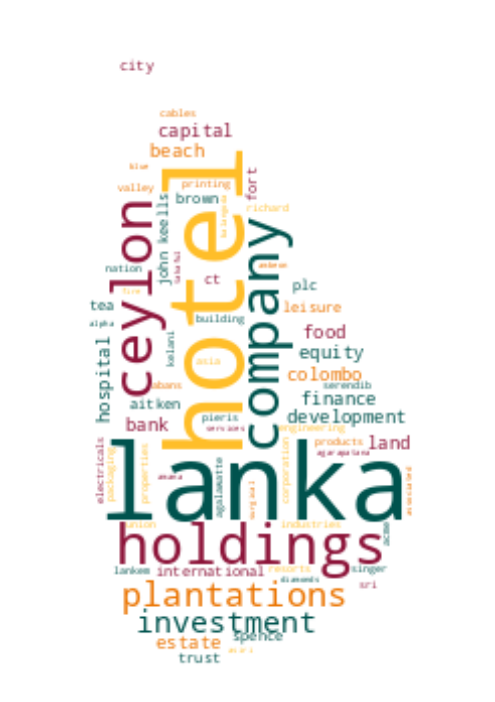 city
cables
capital
beach
blue
valley
printing
fort
brown
richard
john keells
hotel
ceylon
company
nation
ct
plc
tea
alpha
building
leisure
food
kelani
equity
asia
colombo
serendib
hospital
abans
finance
aitken
pieris
development
bank
services
engineering
products
land
agarapatana
electricals
packaging
properties
lanka
amana
agalawatte
surgical
corporation
associated
union
industries
acme
holdings
lankem
international
resorts
singer
diamonds
sri
plantations
investment
spence
estate
trust